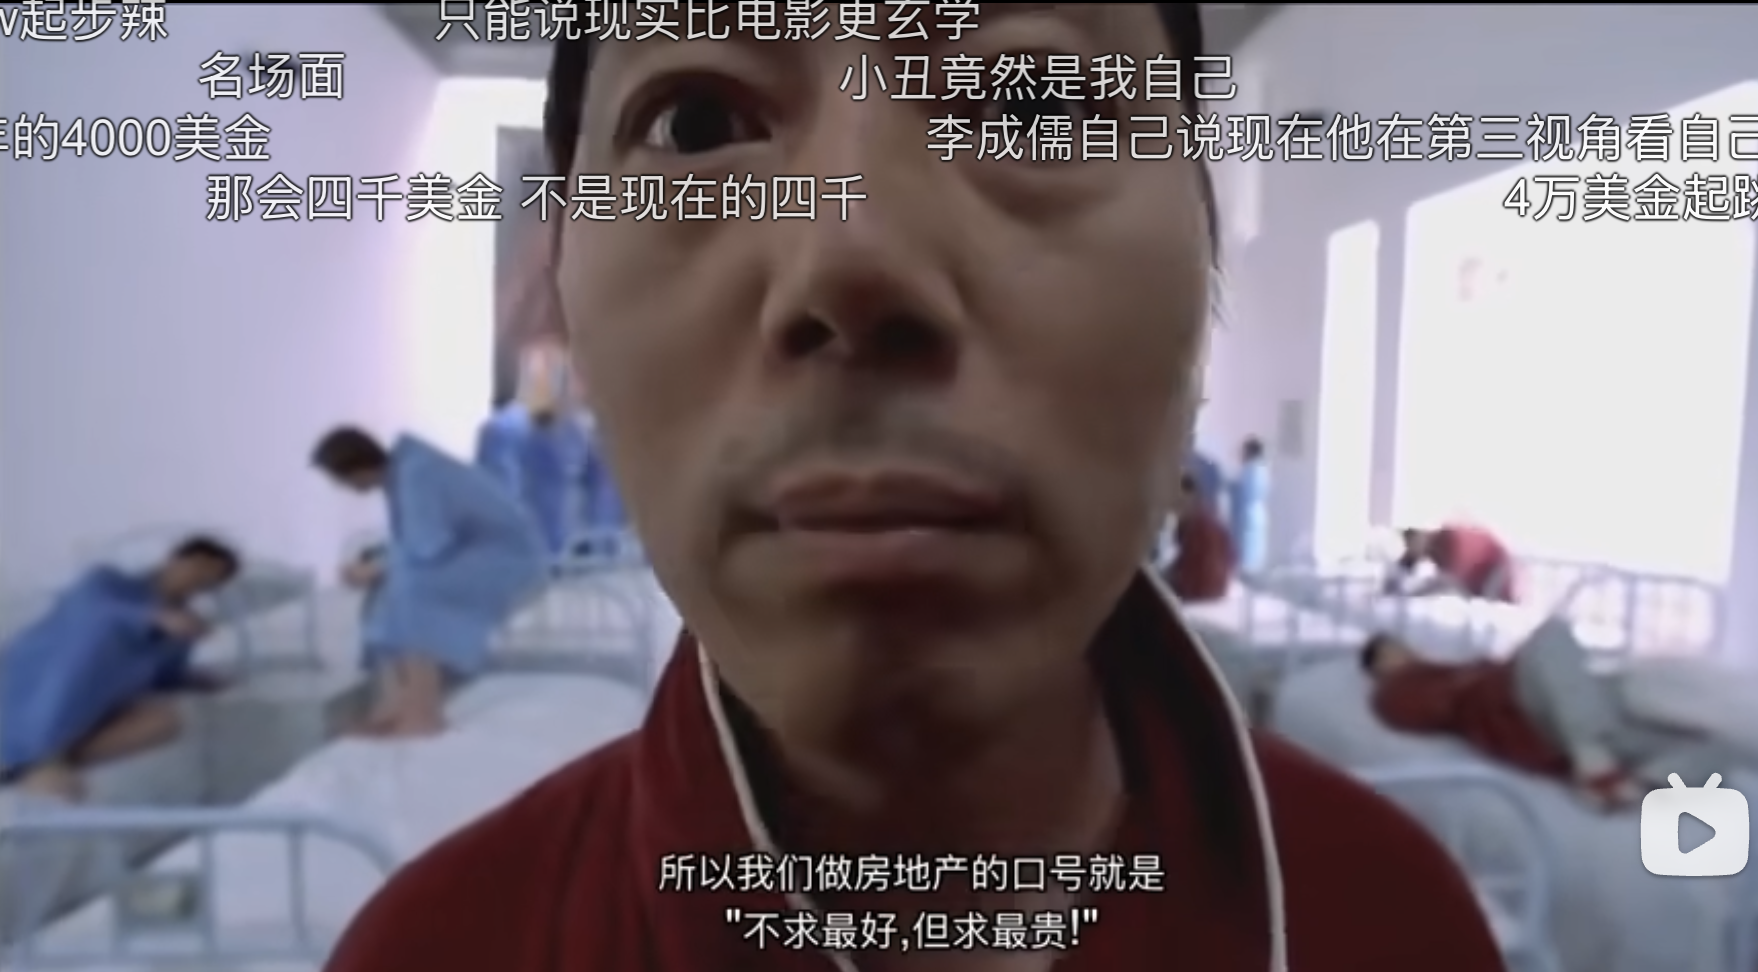 w起步辣
只能说现实比电影更玄学
名场面
小丑竟然是我自己
的4000美金
李成儒自己说现在他在第三视角看自己
那会四千美金 不是现在的四千
4万美金起
所以我们做房地产的口号就是
"不求最好,但求最贵!"